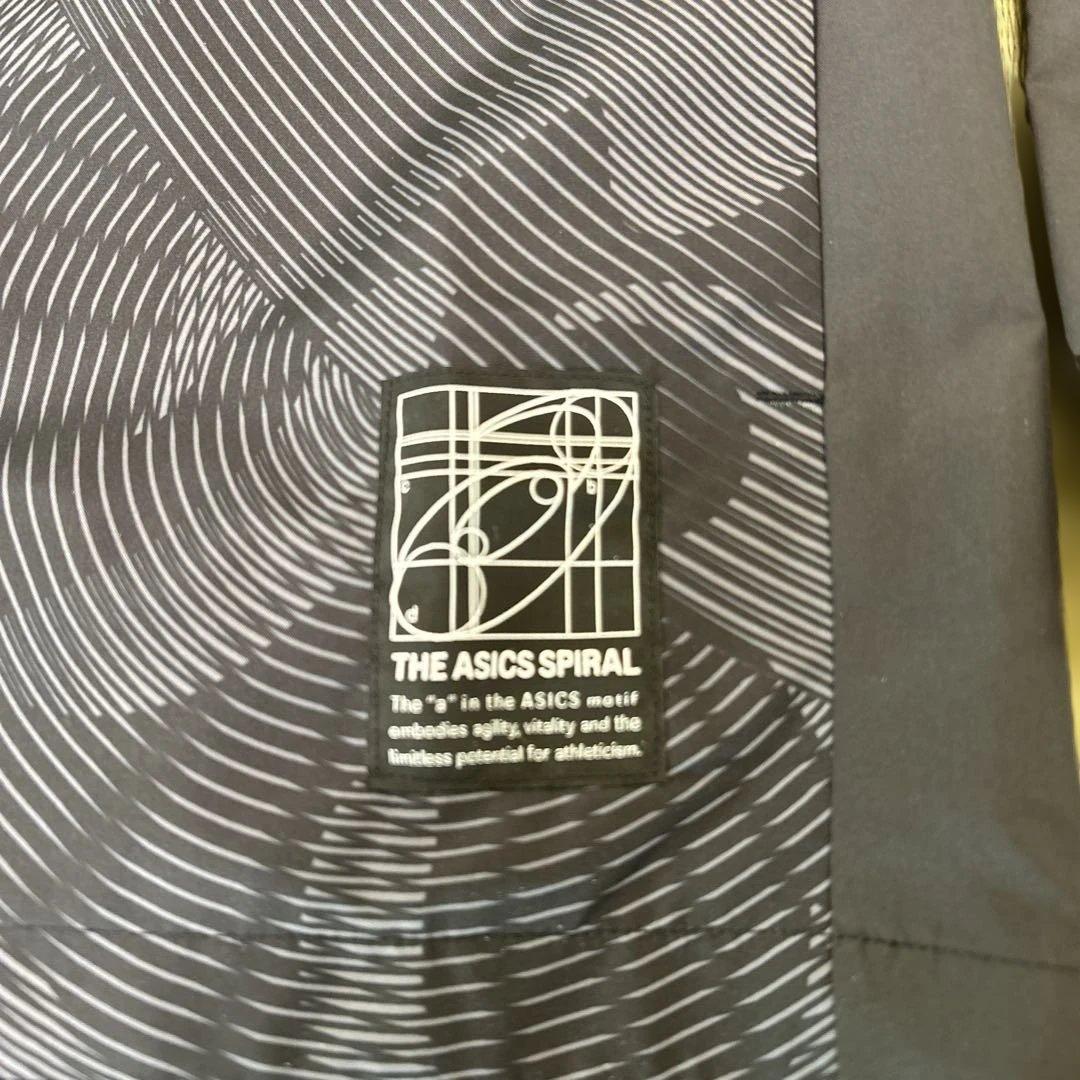 c
b
d
THE ASICS SPIRAL
The "a" in the ASICS motif
embodies agility, vitality and the
limitless potential for athleticism.